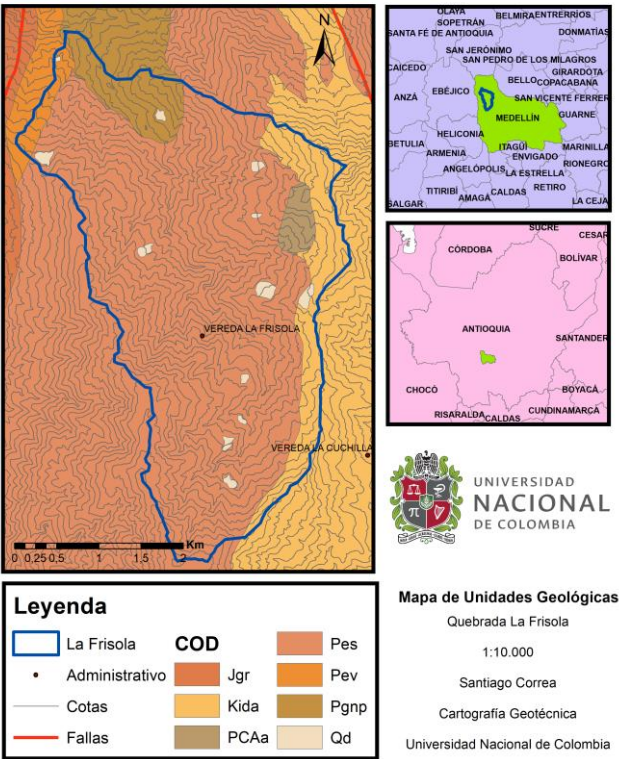 N
VEREDA LA FRISOLA
VEREDA LA CUCHILLA
Km
0 0,25 0,5 1 1,5 2
OLAYA
BELMIRA ENTRERRÍOS
SOPETRÁN
SANTA FÉ DE ANTIOQUIA
DONMATÍAS
SAN JERÓNIMO
SAN PEDRO DE LOS MILAGROS
CAICEDO
GIRARDOTA
BELLO COPACABANA
EBÉJICO
ANZÁ
SAN VICENTE FERRER
MEDELLÍN
GUARNE
HELICONIA
BETULIA
ITAGÜÍ
MARINILLA
ARMENIA
ENVIGADO
RIONEGRO
ANGELÓPOLIS
LA ESTRELLA
TITIRIBÍ
CALDAS
RETIRO
AMAGÁ
SALGAR
LA CEJA
SUCRE
CESAR
CÓRDOBA
BOLÍVAR
ANTIOQUIA
SANTANDER
CHOCÓ
BOYACÁ
RISARALDA
CALDAS
CUNDINAMARCA
UNIVERSIDAD
NACIONAL
DE COLOMBIA
Leyenda
La Frisola
Administrativo
Cotas
Fallas
COD
Jgr
Kida
PCAa
Pes
Pev
Pgnp
Qd
Mapa de Unidades Geológicas
Quebrada La Frisola
1:10.000
Santiago Correa
Cartografía Geotécnica
Universidad Nacional de Colombia